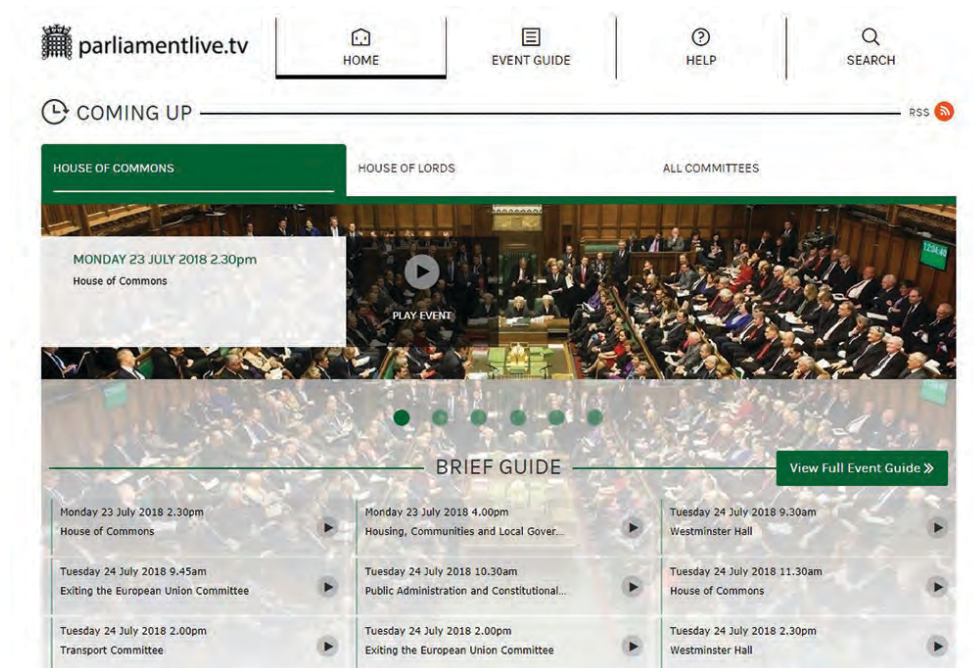 parliamentlive.tv
HOME
EVENT GUIDE
HELP
SEARCH
COMING UP
RSS
HOUSE OF COMMONS
HOUSE OF LORDS
ALL COMMITTEES
MONDAY 23 JULY 2018 2.30pm
House of Commons
12:04:40
PLAY EVENT
BRIEF GUIDE
View Full Event Guide »
Monday 23 July 2018 2.30pm
House of Commons
Monday 23 July 2018 4.00pm
Housing, Communities and Local Gover...
Tuesday 24 July 2018 9.30am
Westminster Hall
Tuesday 24 July 2018 9.45am
Exiting the European Union Committee
Tuesday 24 July 2018 10.30am
Public Administration and Constitutional...
Tuesday 24 July 2018 11.30am
House of Commons
Tuesday 24 July 2018 2.00pm
Transport Committee
Tuesday 24 July 2018 2.00pm
Exiting the European Union Committee
Tuesday 24 July 2018 2.30pm
Westminster Hall